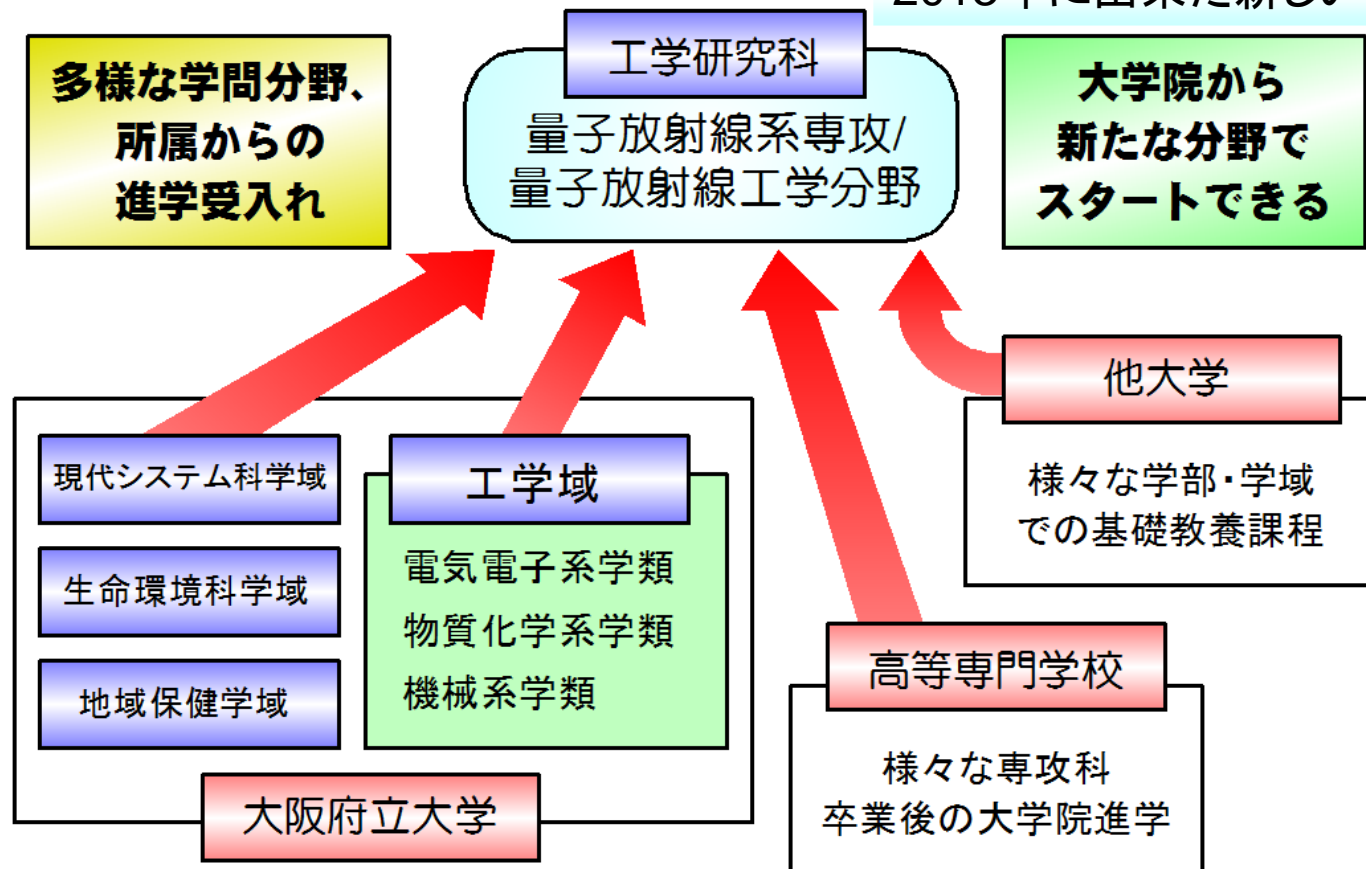 工学研究科
量子放射線系専攻/
量子放射線工学分野
多様な学問分野、
所属からの
進学受入れ
大学院から
新たな分野で
スタートできる
現代システム科学域
生命環境科学域
地域保健学域
工学域
電気電子系学類
物質化学系学類
機械系学類
大阪府立大学
他大学
様々な学部・学域
での基礎教養課程
高等専門学校
様々な専攻科
卒業後の大学院進学